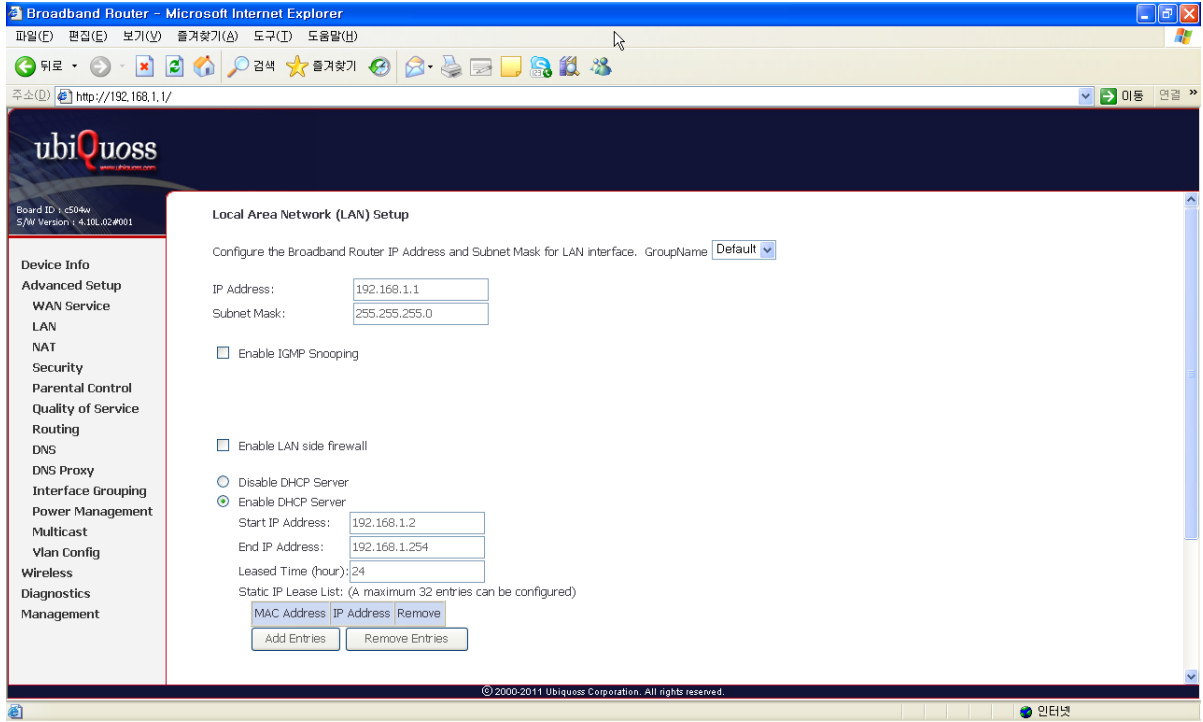 Broadband Router - Microsoft Internet Explorer
파일(F) 편집(E) 보기(V) 즐겨찾기(A) 도구(T) 도움말(H)
뒤로 검색 즐겨찾기
주소(D) http://192.168.1.1/ 이동 연결 »
ubiQuoss
www.ubiquoss.com
Board ID : c504w
S/W Version : 4.10L.02#001
Device Info
Advanced Setup
WAN Service
LAN
NAT
Security
Parental Control
Quality of Service
Routing
DNS
DNS Proxy
Interface Grouping
Power Management
Multicast
Vlan Config
Wireless
Diagnostics
Management
Local Area Network (LAN) Setup
Configure the Broadband Router IP Address and Subnet Mask for LAN interface. GroupName Default
IP Address: 192.168.1.1
Subnet Mask: 255.255.255.0
Enable IGMP Snooping
Enable LAN side firewall
Disable DHCP Server
Enable DHCP Server
Start IP Address: 192.168.1.2
End IP Address: 192.168.1.254
Leased Time (hour): 24
Static IP Lease List: (A maximum 32 entries can be configured)
MAC Address IP Address Remove
Add Entries Remove Entries
© 2000-2011 Ubiquoss Corporation. All rights reserved.
인터넷